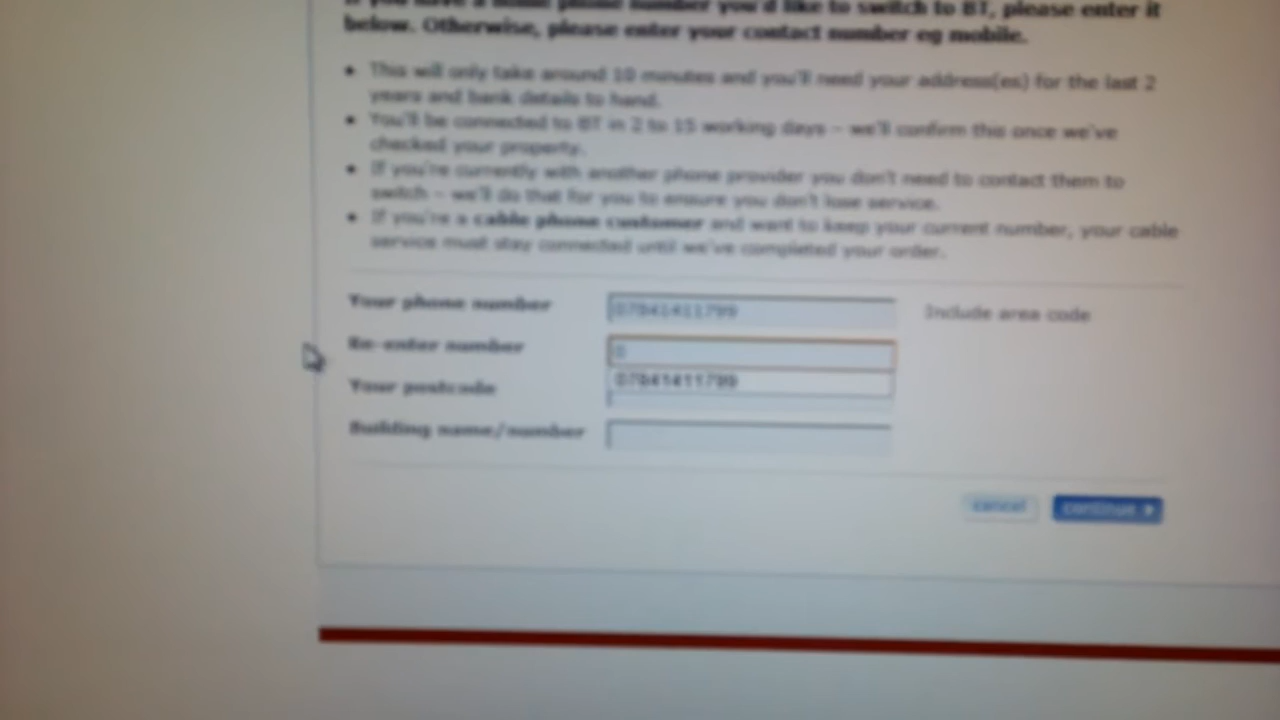 If you have a home phone number you'd like to switch to BT, please enter it
below. Otherwise, please enter your contact number eg mobile.
• This will only take around 10 minutes and you'll need your address(es) for the last 2
years and bank details to hand.
• You'll be connected to BT in 2 to 15 working days – we'll confirm this once we've
checked your property.
• If you're currently with another phone provider you don't need to contact them to
switch – we'll do that for you to ensure you don't lose service.
• If you're a cable phone customer and want to keep your current number, your cable
service must stay connected until we've completed your order.
Your phone number 07841411799 Include area code
Re-enter number 0
07841411799
Your postcode
Building name/number
cancel continue